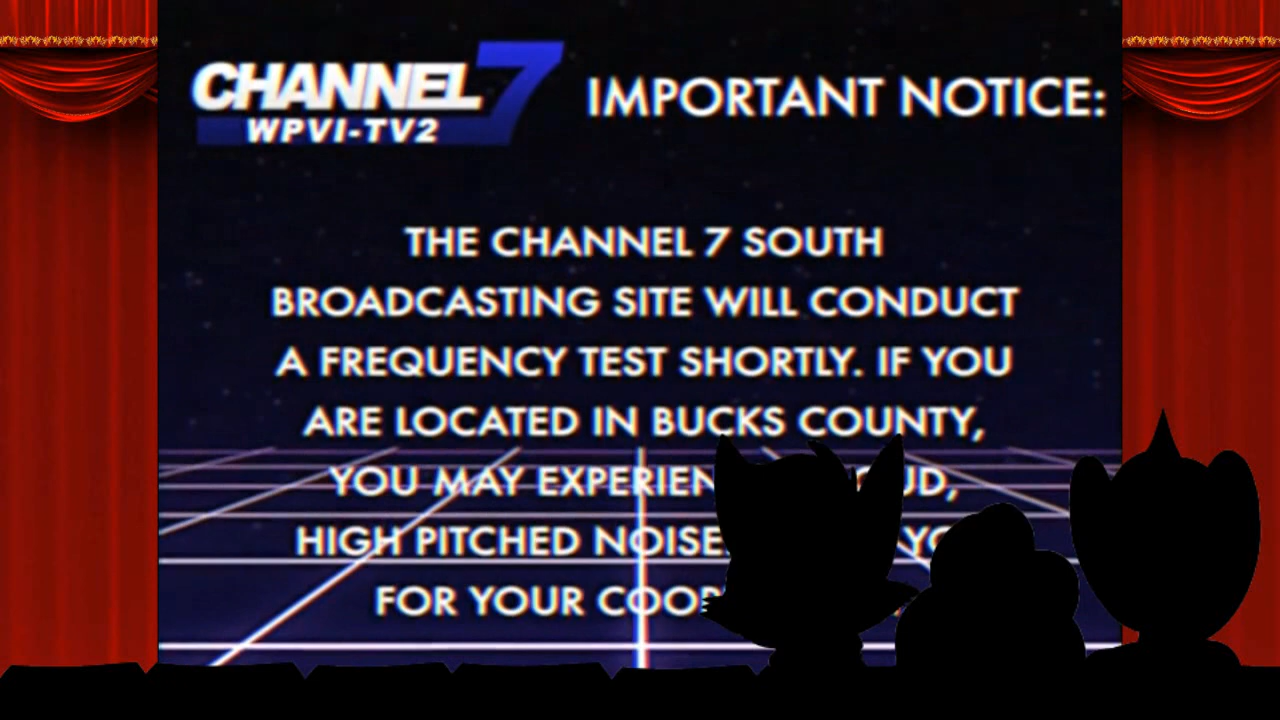 CHANNEL 7
WPVI-TV2
IMPORTANT NOTICE:
THE CHANNEL 7 SOUTH
BROADCASTING SITE WILL CONDUCT
A FREQUENCY TEST SHORTLY. IF YOU
ARE LOCATED IN BUCKS COUNTY,
YOU MAY
HIGH PITCHED
FOR YOUR